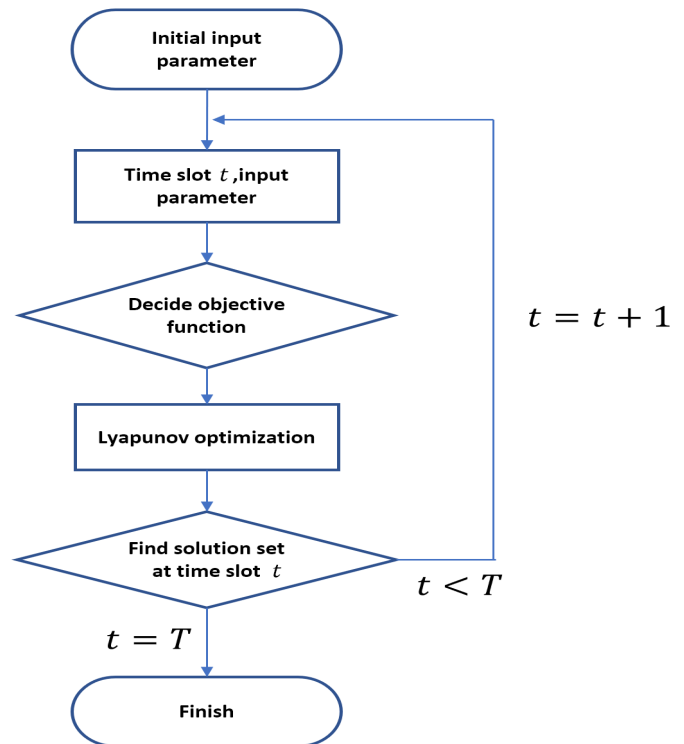 Initial input
parameter
Time slot t ,input
parameter
Decide objective
function
t = t + 1
Lyapunov optimization
Find solution set
at time slot t
t < T
t = T
Finish